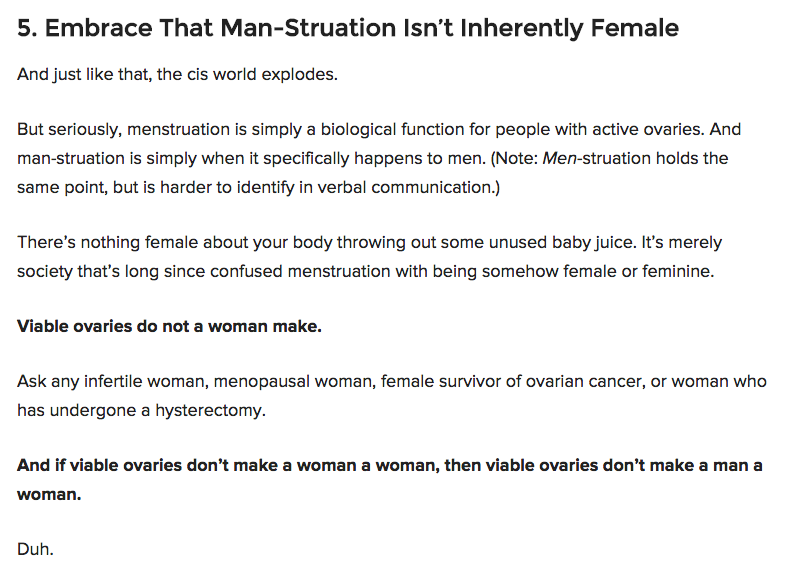 5. Embrace That Man-Struation Isn’t Inherently Female
And just like that, the cis world explodes.
But seriously, menstruation is simply a biological function for people with active ovaries. And
man-struation is simply when it specifically happens to men. (Note: Men-struation holds the
same point, but is harder to identify in verbal communication.)
There’s nothing female about your body throwing out some unused baby juice. It’s merely
society that’s long since confused menstruation with being somehow female or feminine.
Viable ovaries do not a woman make.
Ask any infertile woman, menopausal woman, female survivor of ovarian cancer, or woman who
has undergone a hysterectomy.
And if viable ovaries don’t make a woman a woman, then viable ovaries don’t make a man a
woman.
Duh.